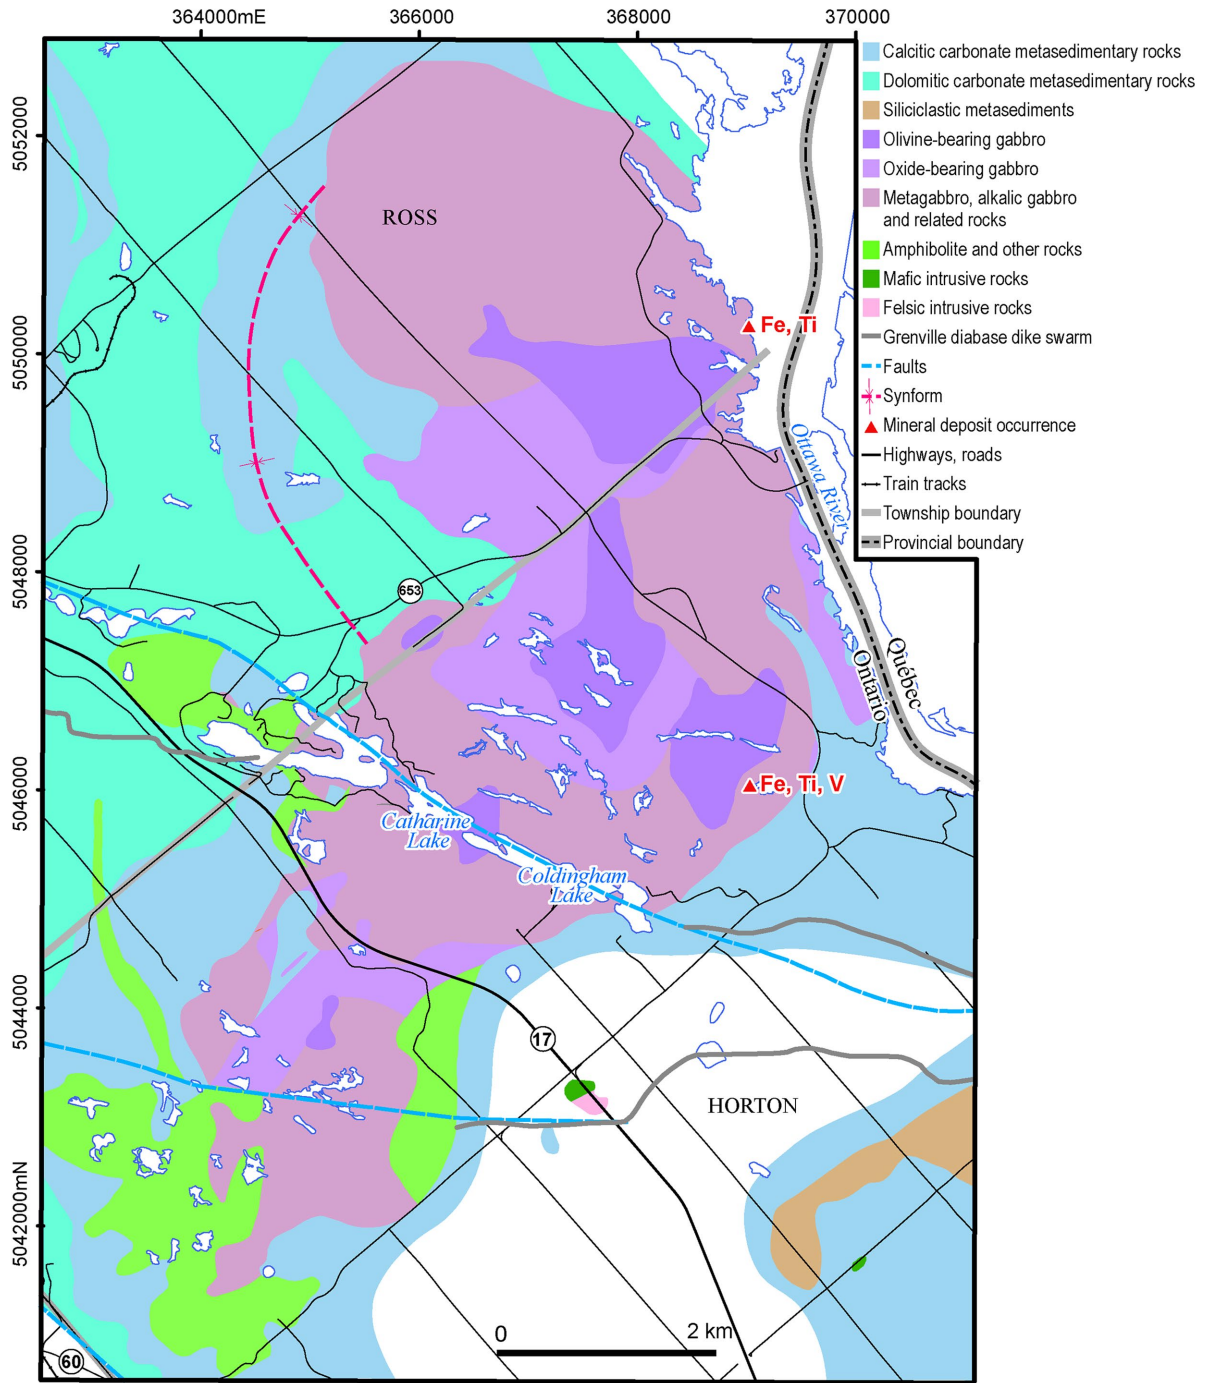 364000mE
366000
368000
370000
5052000
5050000
5048000
5046000
5044000
5042000mN
Calcitic carbonate metasedimentary rocks
Dolomitic carbonate metasedimentary rocks
Siliciclastic metasediments
Olivine-bearing gabbro
Oxide-bearing gabbro
Metagabbro, alkalic gabbro
and related rocks
Amphibolite and other rocks
Mafic intrusive rocks
Felsic intrusive rocks
Grenville diabase dike swarm
Faults
Synform
Mineral deposit occurrence
Highways, roads
Train tracks
Township boundary
Provincial boundary
ROSS
Fe, Ti
Ottawa River
653
Québec
Ontario
Fe, Ti, V
Catharine
Lake
Coldingham
Lake
17
HORTON
0
2 km
60